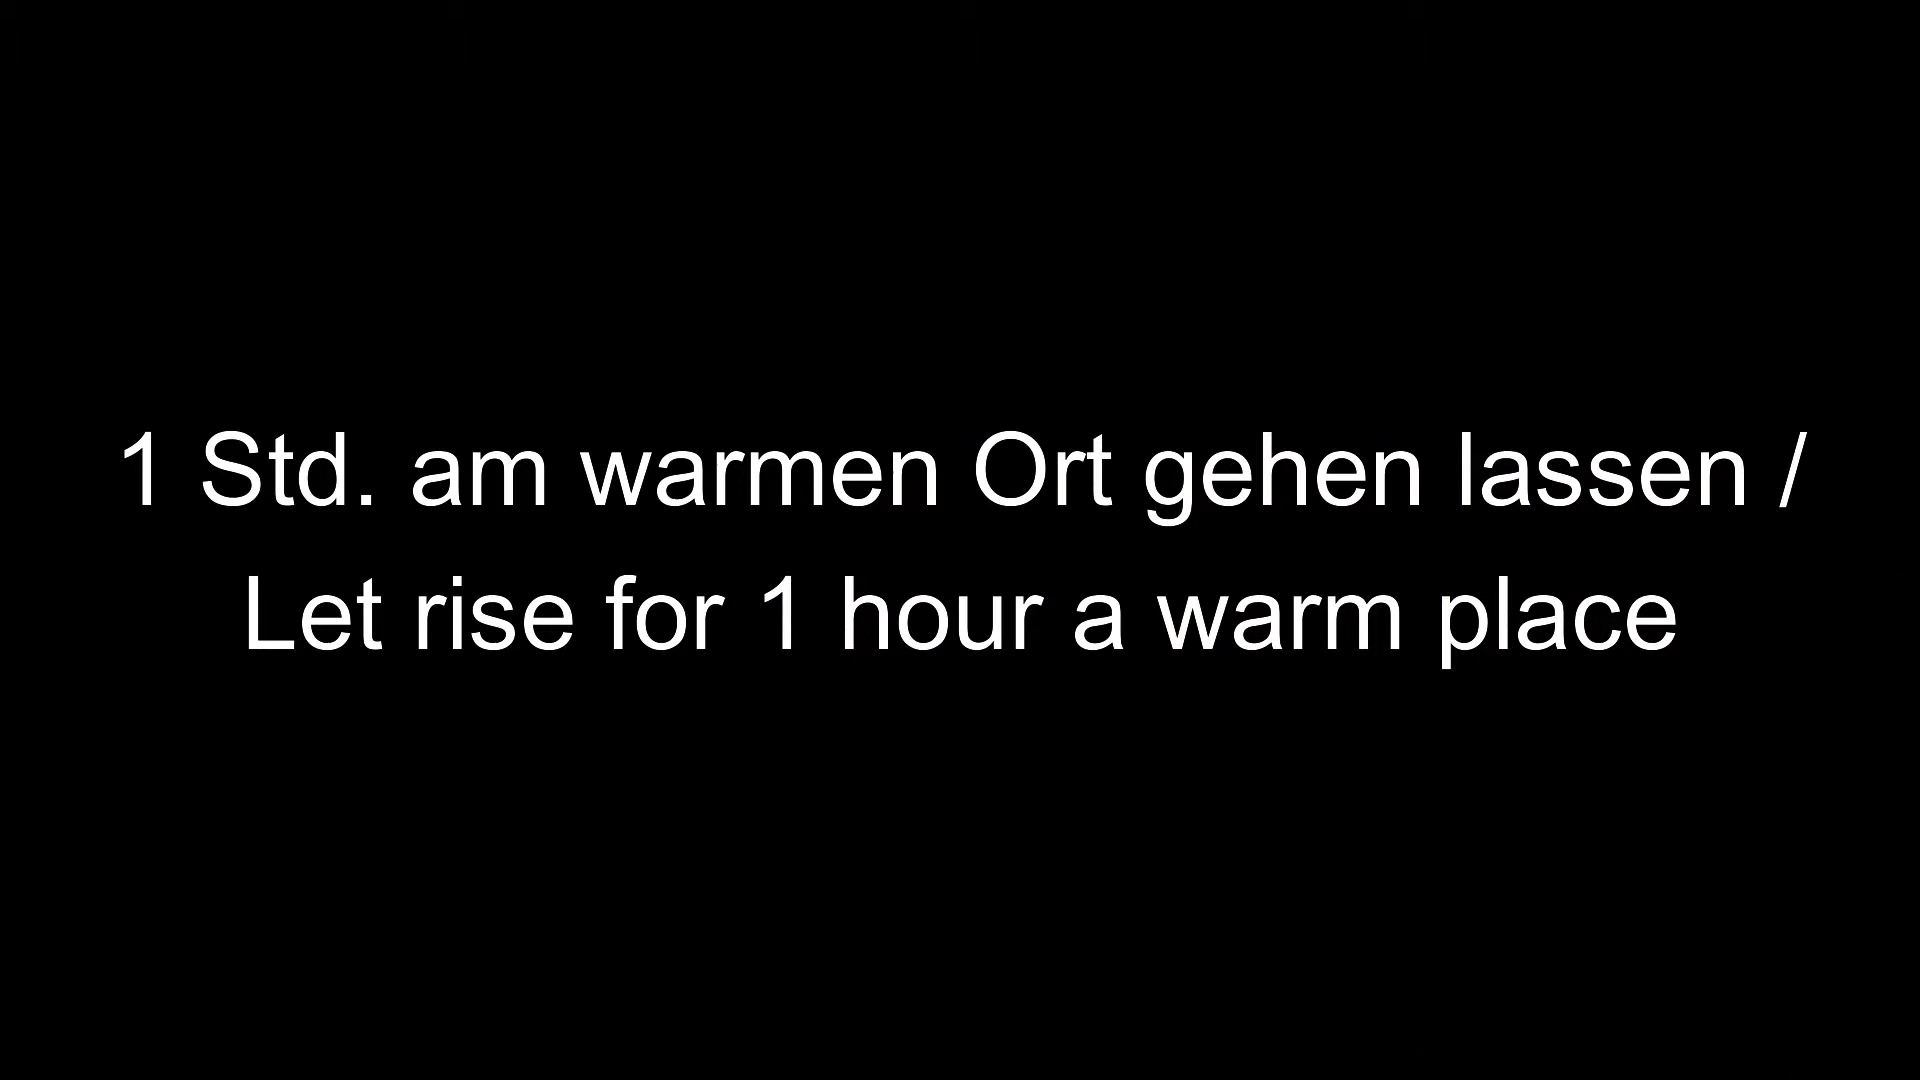 1 Std. am warmen Ort gehen lassen /
Let rise for 1 hour a warm place